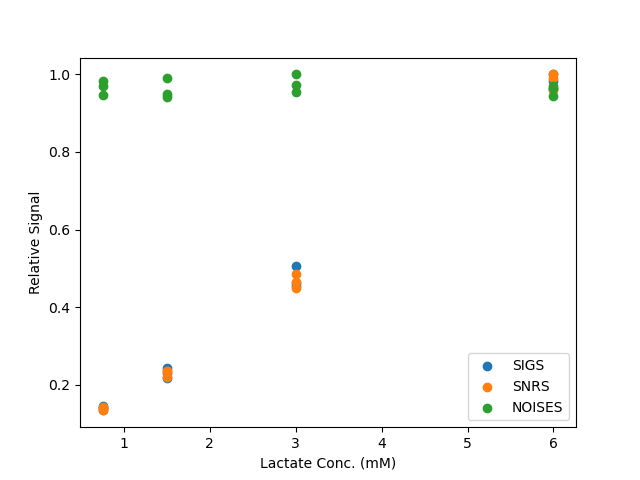 1.0
0.8
0.6
0.4
0.2
Relative Signal
1 2 3 4 5 6
Lactate Conc. (mM)
SIGS
SNRS
NOISES